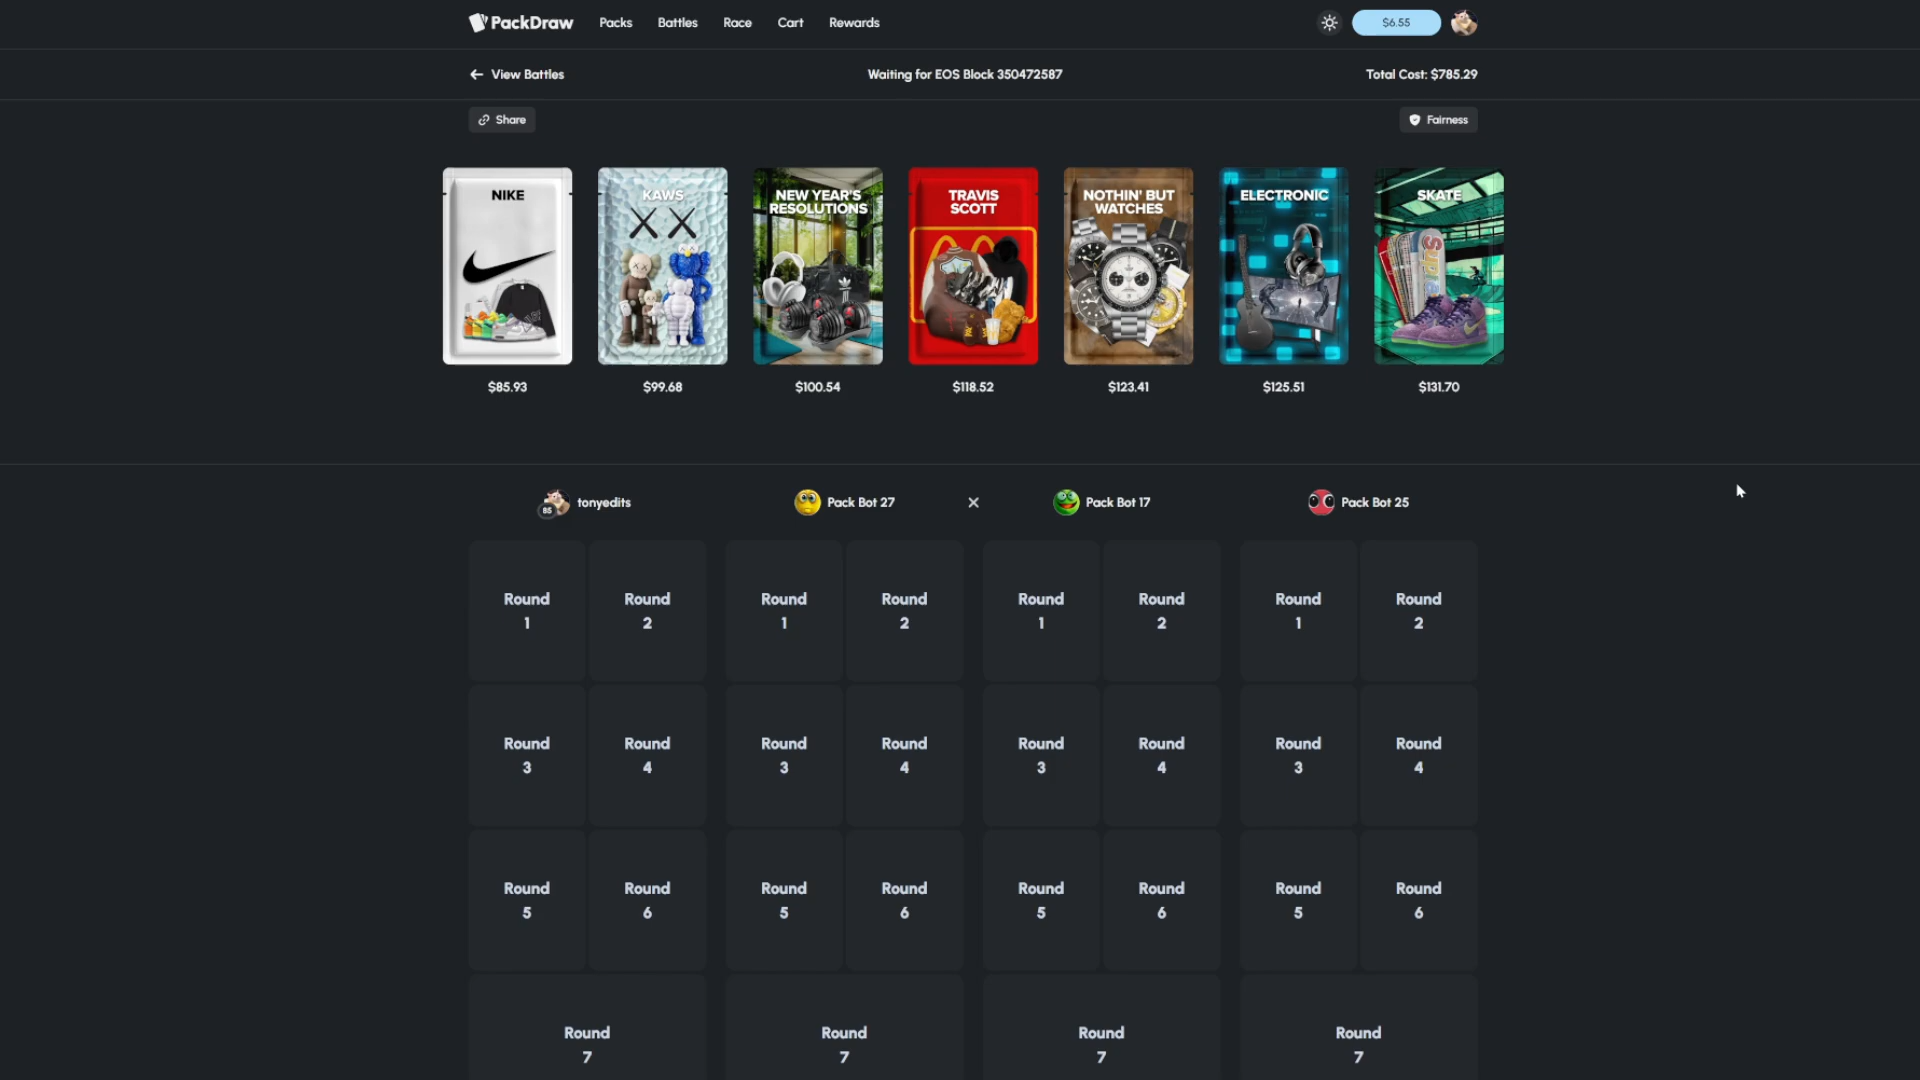 PackDraw
Packs
Battles
Race
Cart
Rewards
$6.55
View Battles
Waiting for EOS Block 350472587
Total Cost: $785.29
Share
Fairness
NIKE
KAWS
NEW YEAR'S
RESOLUTIONS
TRAVIS
SCOTT
NOTHIN' BUT
WATCHES
ELECTRONIC
SKATE
$85.93
$99.68
$100.54
$118.52
$123.41
$125.51
$131.70
85
tonyedits
Pack Bot 27
Pack Bot 17
Pack Bot 25
Round
1
Round
2
Round
1
Round
2
Round
1
Round
2
Round
1
Round
2
Round
3
Round
4
Round
3
Round
4
Round
3
Round
4
Round
3
Round
4
Round
5
Round
6
Round
5
Round
6
Round
5
Round
6
Round
5
Round
6
Round
7
Round
7
Round
7
Round
7